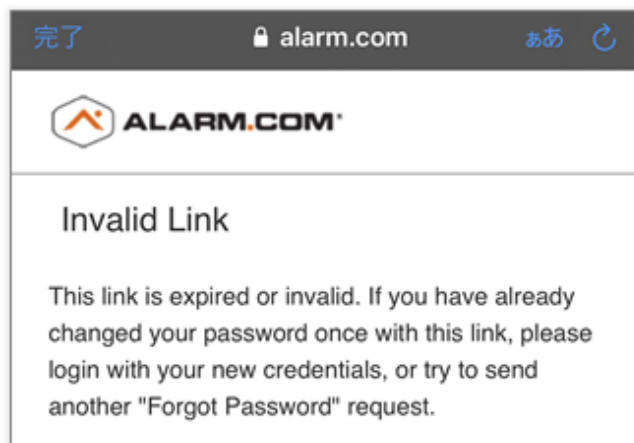 完了 alarm.com ぁあ
ALARM.COM
Invalid Link
This link is expired or invalid. If you have already
changed your password once with this link, please
login with your new credentials, or try to send
another "Forgot Password" request.